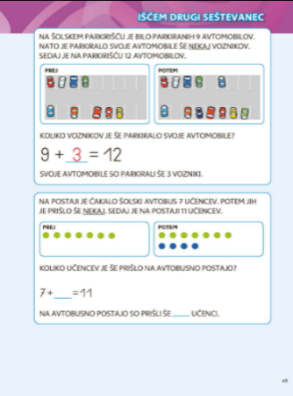 IŠČEM DRUGI SEŠTEVANEC
NA ŠOLSKEM PARKIRIŠČU JE BILO PARKIRANIH 9 AVTOMOBILOV.
NATO JE PARKIRALO SVOJE AVTOMOBILE ŠE NEKAJ VOZNIKOV.
SEDAJ JE NA PARKIRIŠČU 12 AVTOMOBILOV.
PREJ
POTEM
KOLIKO VOZNIKOV JE ŠE PARKIRALO SVOJE AVTOMOBILE?
9 + 3 = 12
SVOJE AVTOMOBILE SO PARKIRALI ŠE 3 VOZNIKI.
NA POSTAJI JE ČAKALO ŠOLSKI AVTOBUS 7 UČENCEV. POTEM JIH
JE PRIŠLO ŠE NEKAJ. SEDAJ JE NA POSTAJI 11 UČENCEV.
PREJ
POTEM
KOLIKO UČENCEV JE ŠE PRIŠLO NA AVTOBUSNO POSTAJO?
7+___=11
NA AVTOBUSNO POSTAJO SO PRIŠLI ŠE ____ UČENCI.